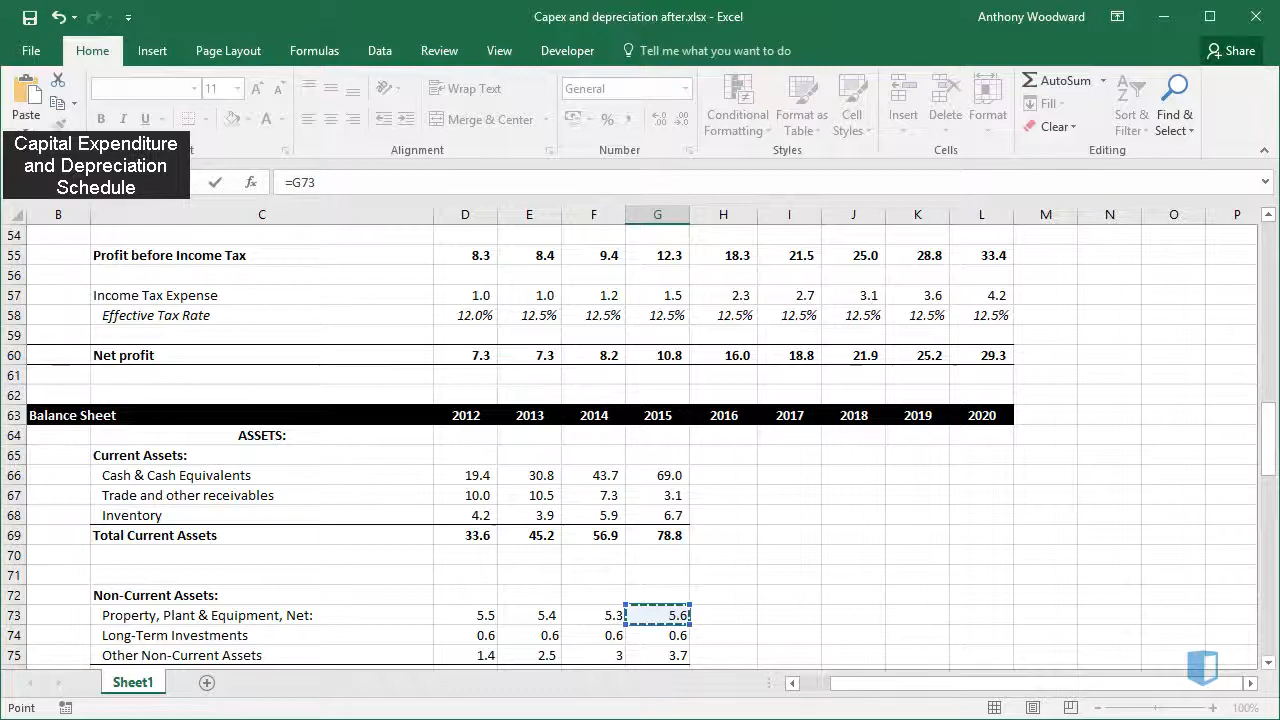 Capex and depreciation after.xlsx - Excel
Anthony Woodward
File Home Insert Page Layout Formulas Data Review View Developer Tell me what you want to do Share
Paste
11
B I U A
Wrap Text
Merge & Center
General
%
Conditional Formatting
Format as Table
Cell Styles
Insert Delete Format
AutoSum
Fill
Clear
Sort & Filter
Find & Select
Alignment Number Styles Cells Editing
Capital Expenditure
and Depreciation
Schedule
fx =G73
B C D E F G H I J K L M N O P
54
55 Profit before Income Tax 8.3 8.4 9.4 12.3 18.3 21.5 25.0 28.8 33.4
56
57 Income Tax Expense 1.0 1.0 1.2 1.5 2.3 2.7 3.1 3.6 4.2
58 Effective Tax Rate 12.0% 12.5% 12.5% 12.5% 12.5% 12.5% 12.5% 12.5% 12.5%
59
60 Net profit 7.3 7.3 8.2 10.8 16.0 18.8 21.9 25.2 29.3
61
62
63 Balance Sheet 2012 2013 2014 2015 2016 2017 2018 2019 2020
64 ASSETS:
65 Current Assets:
66 Cash & Cash Equivalents 19.4 30.8 43.7 69.0
67 Trade and other receivables 10.0 10.5 7.3 3.1
68 Inventory 4.2 3.9 5.9 6.7
69 Total Current Assets 33.6 45.2 56.9 78.8
70
71
72 Non-Current Assets:
73 Property, Plant & Equipment, Net: 5.5 5.4 5.3 5.6
74 Long-Term Investments 0.6 0.6 0.6 0.6
75 Other Non-Current Assets 1.4 2.5 3 3.7
Sheet1
Point
100%